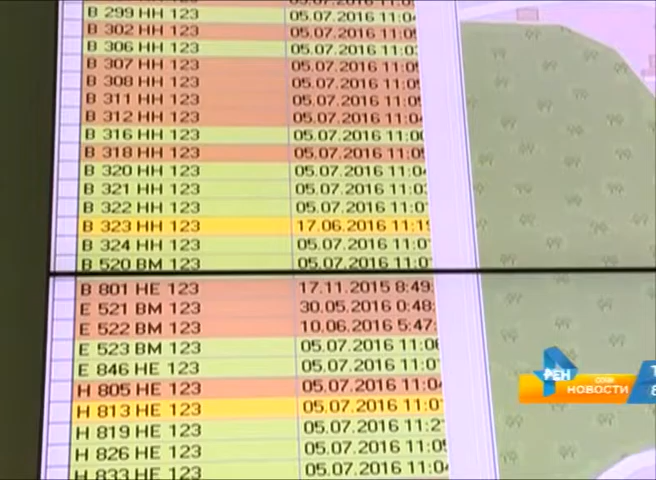 В 299 НН 123 05.07.2016 11:04
В 302 НН 123 05.07.2016 11:04
В 306 НН 123 05.07.2016 11:0
В 307 НН 123 05.07.2016 11:0
В 308 НН 123 05.07.2016 11:0
В 311 НН 123 05.07.2016 11:0
В 312 НН 123 05.07.2016 11:04
В 316 НН 123 05.07.2016 11:0
В 318 НН 123 05.07.2016 11:0
В 320 НН 123 05.07.2016 11:04
В 321 НН 123 05.07.2016 11:0
В 322 НН 123 05.07.2016 11:0
В 323 НН 123 17.06.2016 11:1
В 324 НН 123 05.07.2016 11:0
В 520 ВМ 123 05.07.2016 11:0
В 801 НЕ 123 17.11.2015 8:49:
Е 521 ВМ 123 30.05.2016 0:48:
Е 522 ВМ 123 10.06.2016 5:47:
Е 523 ВМ 123 05.07.2016 11:0
Е 846 НЕ 123 05.07.2016 11:0
Н 805 НЕ 123 05.07.2016 11:04
Н 813 НЕ 123 05.07.2016 11:0
Н 819 НЕ 123 05.07.2016 11:2
Н 826 НЕ 123 05.07.2016 11:0
Н 833 НЕ 123 05.07.2016 11:04
РЕН
НОВОСТИ